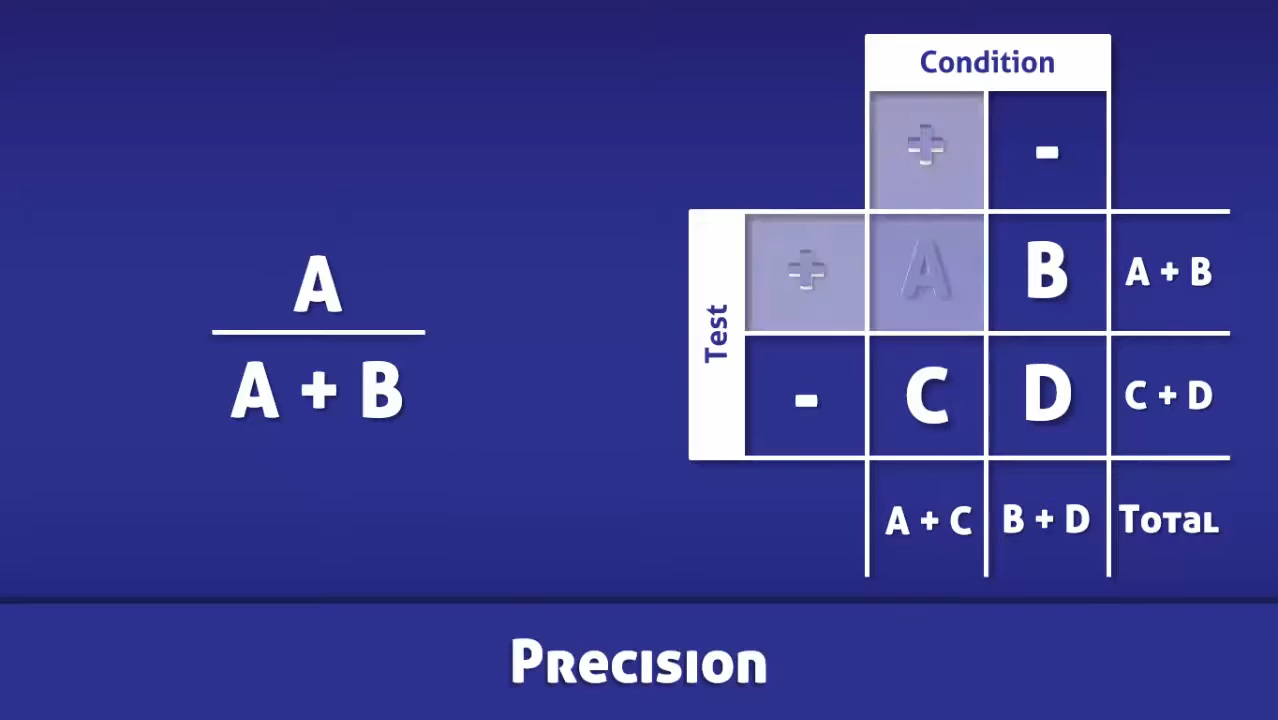 Condition
+ -
Test
+ A B A + B
- C D C + D
A + C B + D Total
A
A + B
Precision